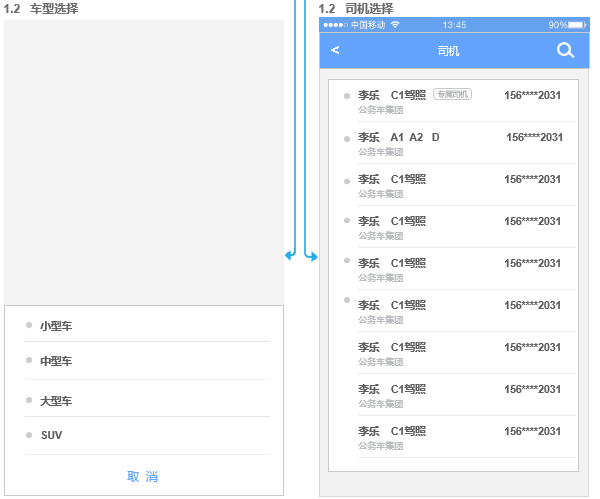 1.2 车型选择
小型车
中型车
大型车
SUV
取 消
1.2 司机选择
中国移动 13:45 90%
< 司机
李乐 C1驾照 专属司机 156****2031
公务车集团
李乐 A1 A2 D 156****2031
公务车集团
李乐 C1驾照 156****2031
公务车集团
李乐 C1驾照 156****2031
公务车集团
李乐 C1驾照 156****2031
公务车集团
李乐 C1驾照 156****2031
公务车集团
李乐 C1驾照 156****2031
公务车集团
李乐 C1驾照 156****2031
公务车集团
李乐 C1驾照 156****2031
公务车集团